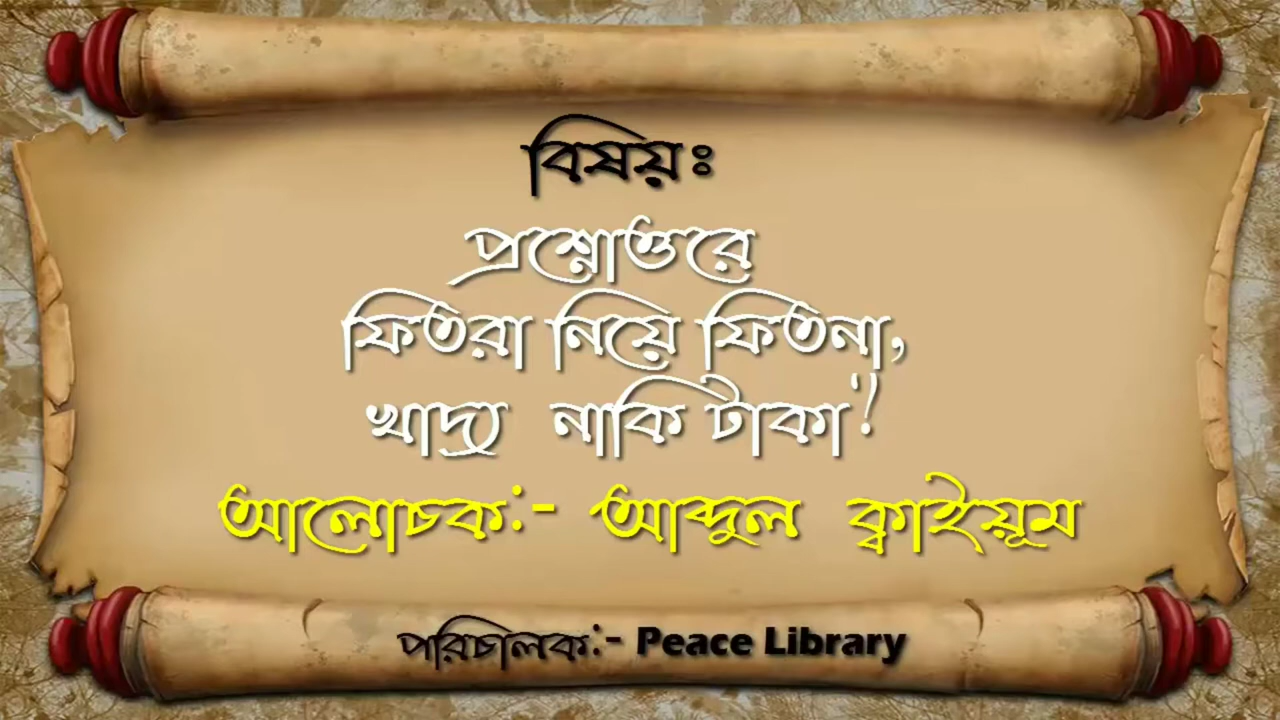 বিষয়ঃ
প্রশ্নোত্তরে
ফিতরা নিয়ে ফিতনা,
খাদ্য নাকি টাকা?
আলোচক:- আব্দুল ক্বাইয়ূম
পরিচালক:- Peace Library